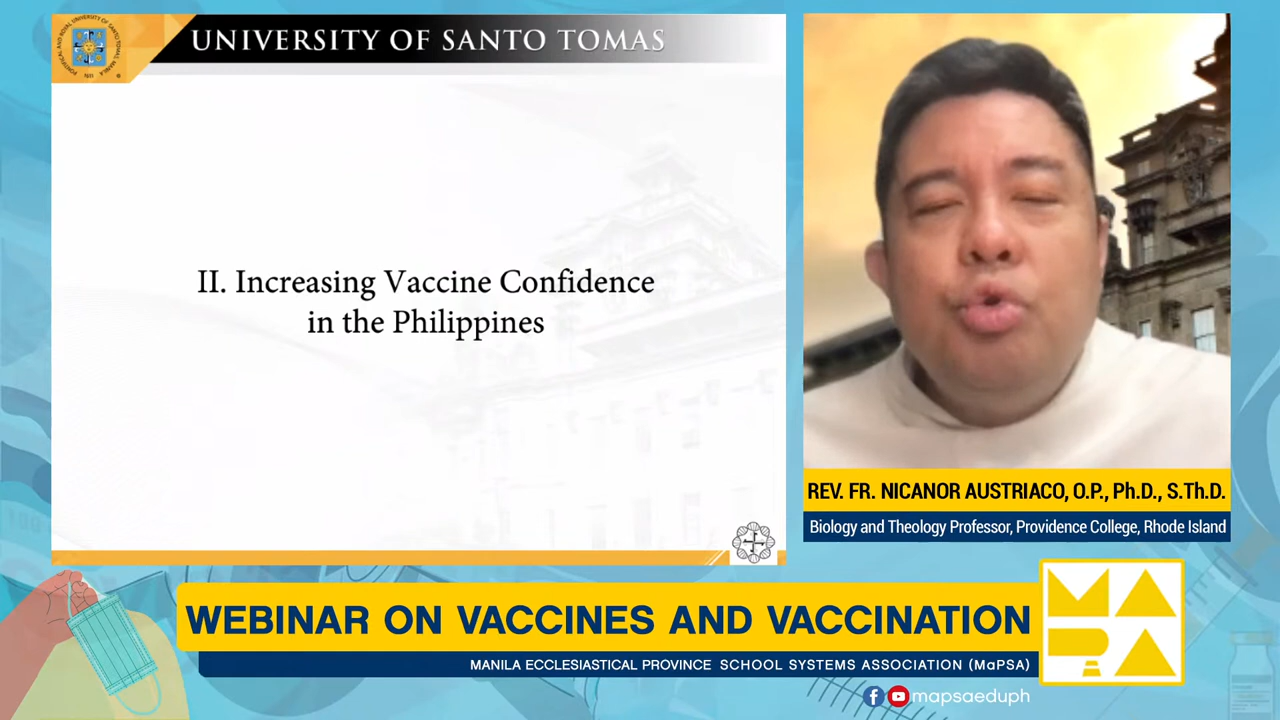 UNIVERSITY OF SANTO TOMAS
II. Increasing Vaccine Confidence
in the Philippines
REV. FR. NICANOR AUSTRIACO, O.P., Ph.D., S.Th.D.
Biology and Theology Professor, Providence College, Rhode Island
WEBINAR ON VACCINES AND VACCINATION
MANILA ECCLESIASTICAL PROVINCE SCHOOL SYSTEMS ASSOCIATION (MaPSA)
MAPA
mapsaeduph